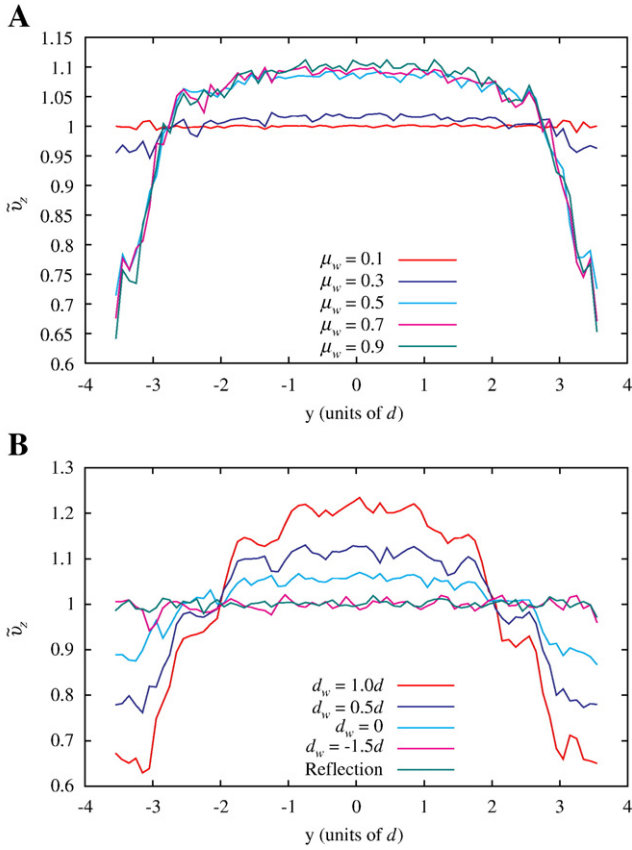 A
1.15
1.1
1.05
1
0.95
0.9
0.85
0.8
0.75
0.7
0.65
0.6
ṽz
μw = 0.1
μw = 0.3
μw = 0.5
μw = 0.7
μw = 0.9
-4 -3 -2 -1 0 1 2 3 4
y (units of d)
B
1.3
1.2
1.1
1
0.9
0.8
0.7
0.6
ṽz
dw = 1.0d
dw = 0.5d
dw = 0
dw = -1.5d
Reflection
-4 -3 -2 -1 0 1 2 3 4
y (units of d)